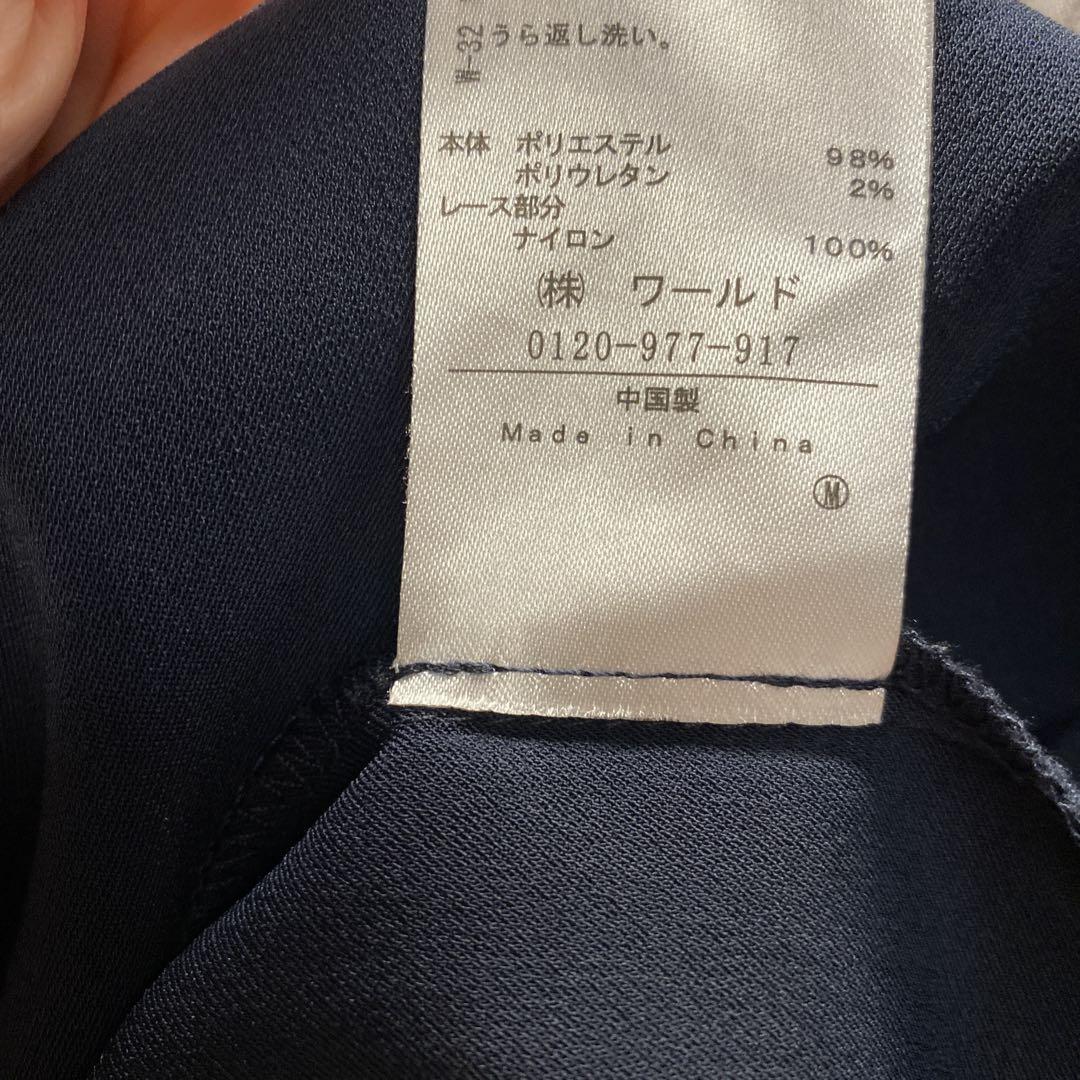 W-32
うら返し洗い。
本体 ポリエステル 98%
ポリウレタン 2%
レース部分
ナイロン 100%
㈱ ワールド
0120-977-917
中国製
Made in China
Ⓜ